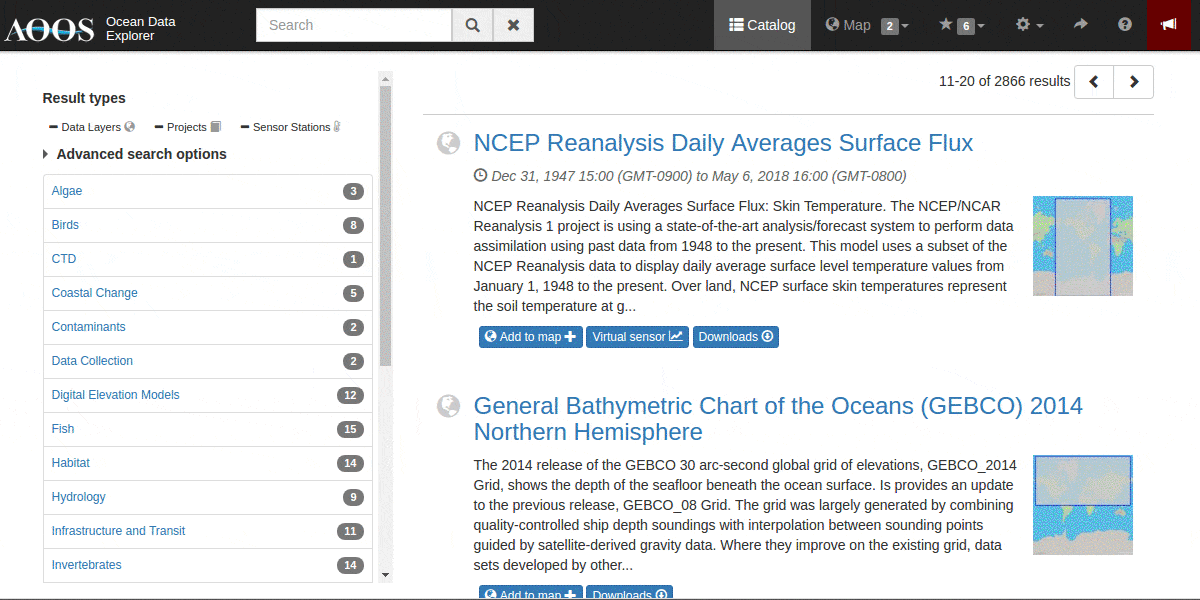 AOOS
Ocean Data
Explorer
Search
Catalog
Map 2
6
11-20 of 2866 results
Result types
Data Layers
Projects
Sensor Stations
Advanced search options
Algae 3
Birds 8
CTD 1
Coastal Change 5
Contaminants 2
Data Collection 2
Digital Elevation Models 12
Fish 15
Habitat 14
Hydrology 9
Infrastructure and Transit 11
Invertebrates 14
NCEP Reanalysis Daily Averages Surface Flux
Dec 31, 1947 15:00 (GMT-0900) to May 6, 2018 16:00 (GMT-0800)
NCEP Reanalysis Daily Averages Surface Flux: Skin Temperature. The NCEP/NCAR
Reanalysis 1 project is using a state-of-the-art analysis/forecast system to perform data
assimilation using past data from 1948 to the present. This model uses a subset of the
NCEP Reanalysis data to display daily average surface level temperature values from
January 1, 1948 to the present. Over land, NCEP surface skin temperatures represent
the soil temperature at g...
Add to map
Virtual sensor
Downloads
General Bathymetric Chart of the Oceans (GEBCO) 2014
Northern Hemisphere
The 2014 release of the GEBCO 30 arc-second global grid of elevations, GEBCO_2014
Grid, shows the depth of the seafloor beneath the ocean surface. Is provides an update
to the previous release, GEBCO_08 Grid. The grid was largely generated by combining
quality-controlled ship depth soundings with interpolation between sounding points
guided by satellite-derived gravity data. Where they improve on the existing grid, data
sets developed by other...
Add to map
Downloads